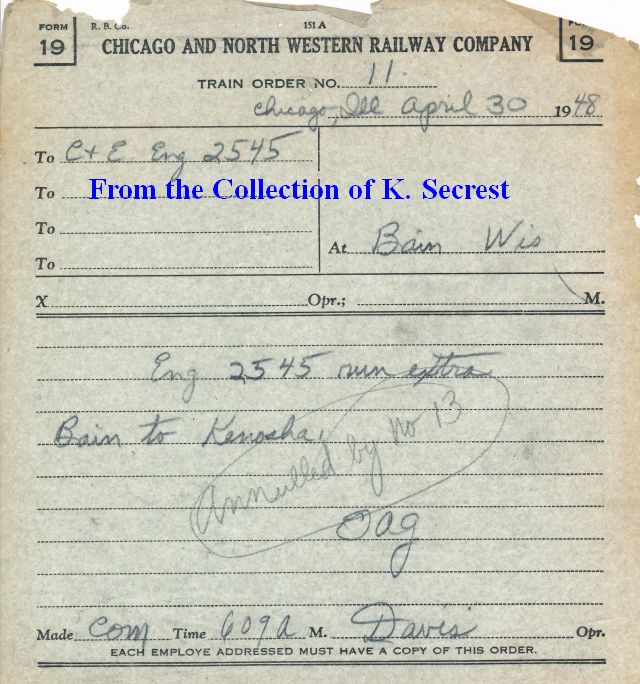 FORM 19 R. B. Co. 151 A 19
CHICAGO AND NORTH WESTERN RAILWAY COMPANY
TRAIN ORDER NO. 11
Chicago, Ill April 30 1948
To C + E Eng 2545
To
From the Collection of K. Secrest
To
At Bain Wis
To
X Opr.; M.
Eng 2545 run extra
Bain to Kenosha,
Annulled by No 13
OAG
Made Com Time 609 A M. Davis Opr.
EACH EMPLOYE ADDRESSED MUST HAVE A COPY OF THIS ORDER.